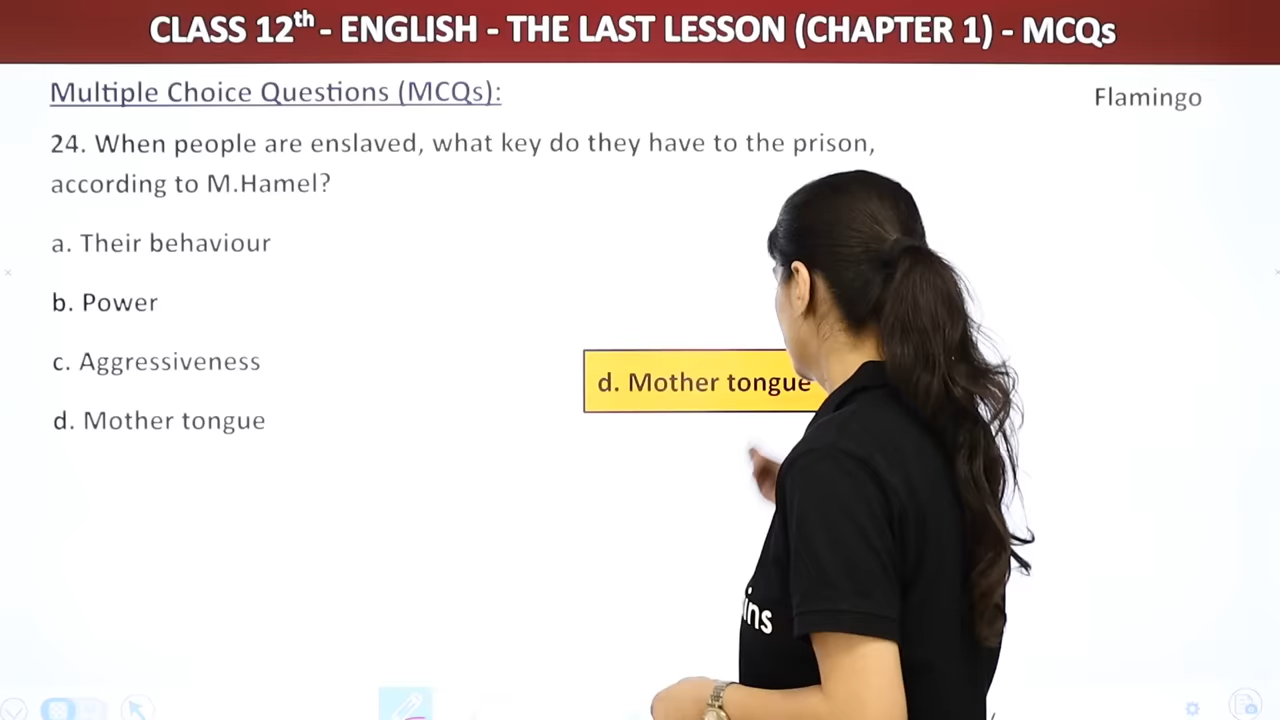 CLASS 12th - ENGLISH - THE LAST LESSON (CHAPTER 1) - MCQs
Multiple Choice Questions (MCQs):
Flamingo
24. When people are enslaved, what key do they have to the prison,
according to M.Hamel?
a. Their behaviour
b. Power
c. Aggressiveness
d. Mother tongue
d. Mother tongue